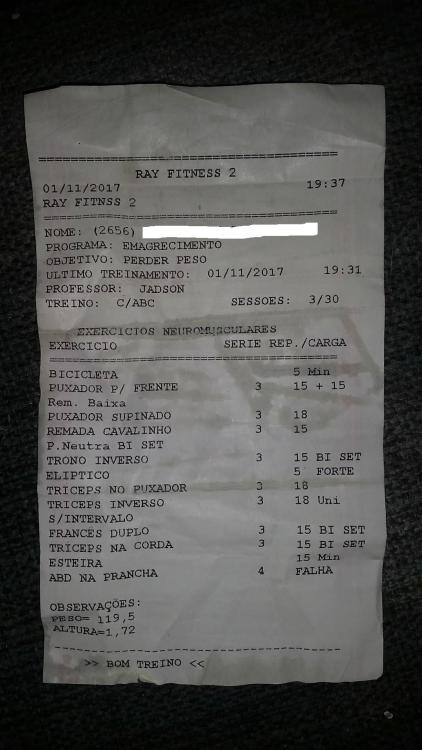 ================================
RAY FITNESS 2
01/11/2017 19:37
RAY FITNSS 2
================================
NOME: (2656)
PROGRAMA: EMAGRECIMENTO
OBJETIVO: PERDER PESO
ULTIMO TREINAMENTO: 01/11/2017 19:31
PROFESSOR: JADSON
TREINO: C/ABC SESSOES: 3/30
EXERCICIOS NEUROMUSCULARES
EXERCICIO SERIE REP./CARGA
================================
BICICLETA 5 Min
PUXADOR P/ FRENTE 3 15 + 15
Rem. Baixa
PUXADOR SUPINADO 3 18
REMADA CAVALINHO 3 15
P.Neutra BI SET
TRONO INVERSO 3 15 BI SET
ELIPTICO 5 FORTE
TRICEPS NO PUXADOR 3 18
TRICEPS INVERSO 3 18 Uni
S/INTERVALO
FRANCES DUPLO 3 15 BI SET
TRICEPS NA CORDA 3 15 BI SET
ESTEIRA 15 Min
ABD NA PRANCHA 4 FALHA
OBSERVAÇÕES:
PESO= 119,5
ALTURA=1,72
--------------------------------
>> BOM TREINO <<